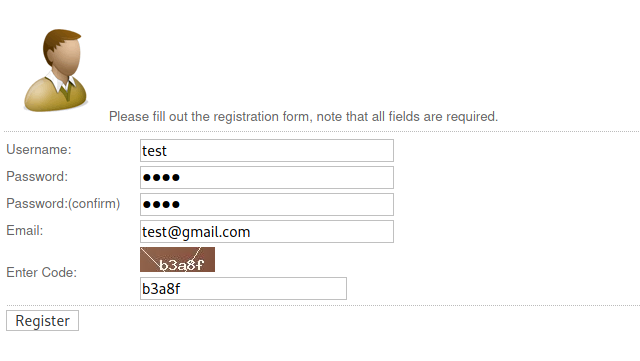 Please fill out the registration form, note that all fields are required.
Username: test
Password: ●●●●
Password:(confirm) ●●●●
Email: test@gmail.com
b3a8f
Enter Code:
b3a8f
Register